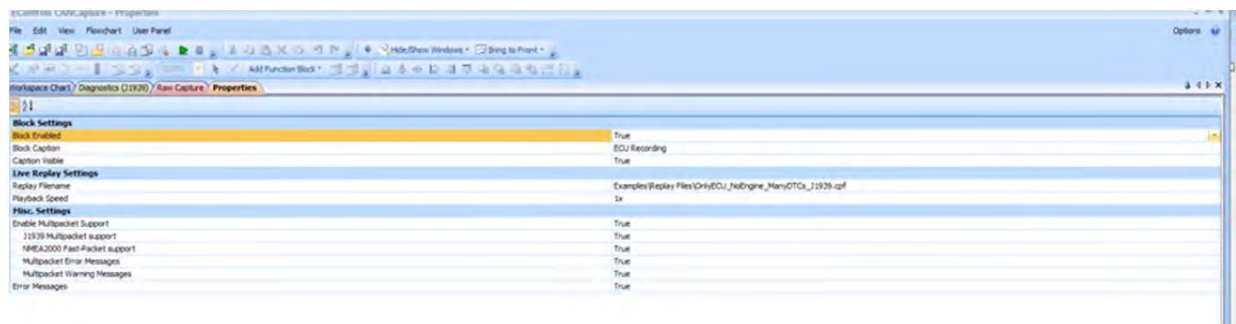 EControls CANCapture - Properties
File Edit View Flowchart User Panel Options
Hide/Show Windows Bring to Front
Add Function Block
Workspace Chart Diagnostics (J1939) Raw Capture Properties
Block Settings
Block Enabled True
Block Caption ECU Recording
Caption Visible True
Live Replay Settings
Replay Filename Examples\Replay Files\OnlyECU_NoEngine_ManyDTCs_J1939.cpf
Playback Speed 1x
Misc. Settings
Enable Multipacket Support True
J1939 Multipacket support True
NMEA2000 Fast-Packet support True
Multipacket Error Messages True
Multipacket Warning Messages True
Error Messages True